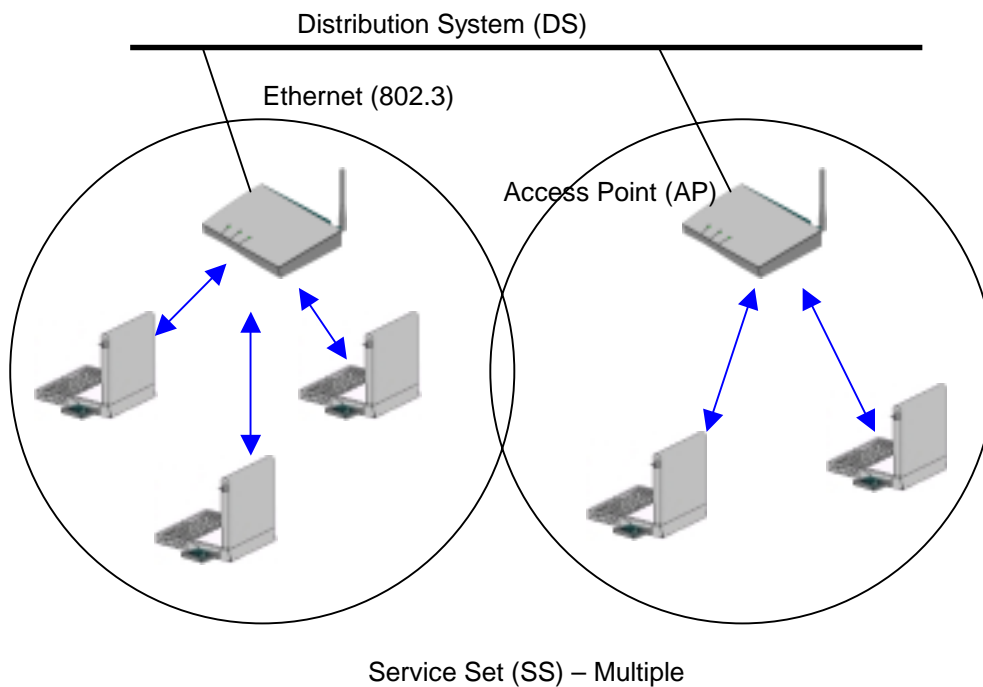 Distribution System (DS)
Ethernet (802.3)
Access Point (AP)
Service Set (SS) – Multiple